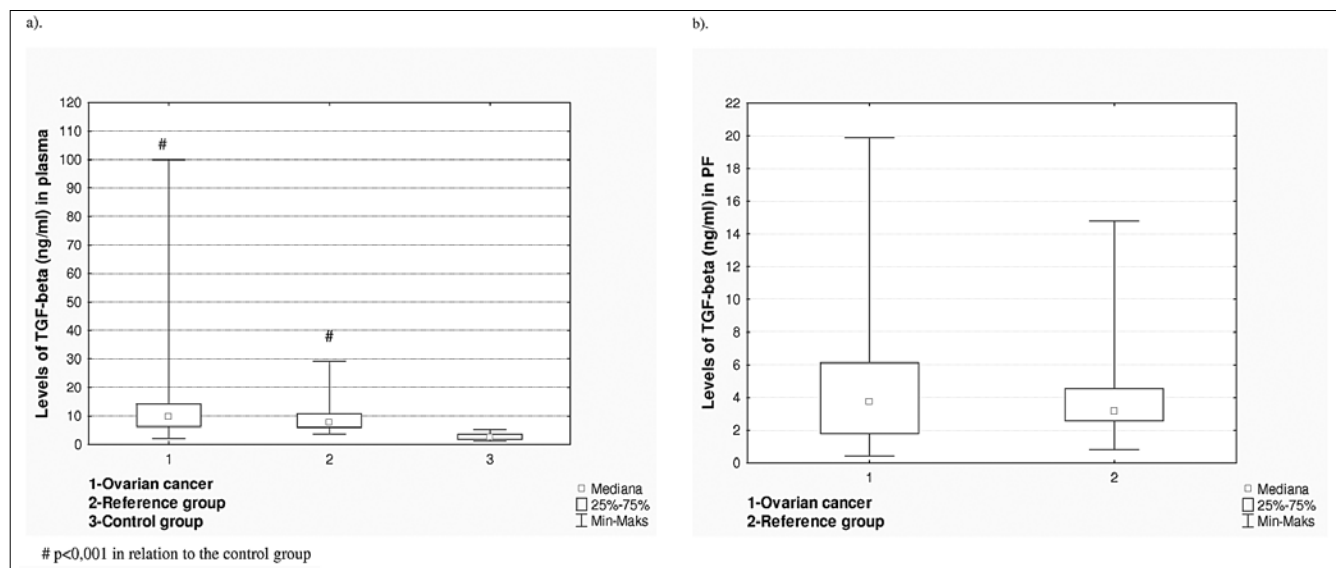 a).
Levels of TGF-beta (ng/ml) in plasma
120
110
100
90
80
70
60
50
40
30
20
10
0
#
#
1 2 3
1-Ovarian cancer
2-Reference group
3-Control group
Mediana
25%-75%
Min-Maks
# p<0,001 in relation to the control group
b).
Levels of TGF-beta (ng/ml) in PF
22
20
18
16
14
12
10
8
6
4
2
0
1 2
1-Ovarian cancer
2-Reference group
Mediana
25%-75%
Min-Maks